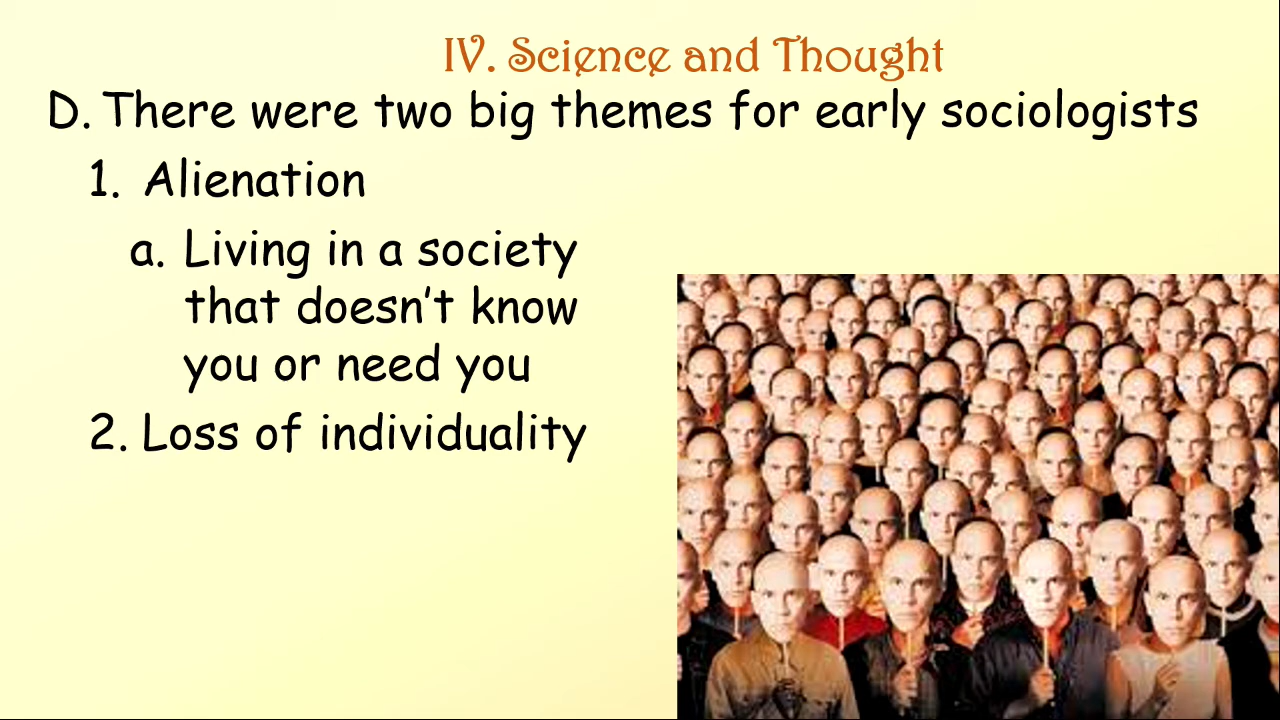 IV. Science and Thought
D. There were two big themes for early sociologists
1. Alienation
a. Living in a society
that doesn't know
you or need you
2. Loss of individuality